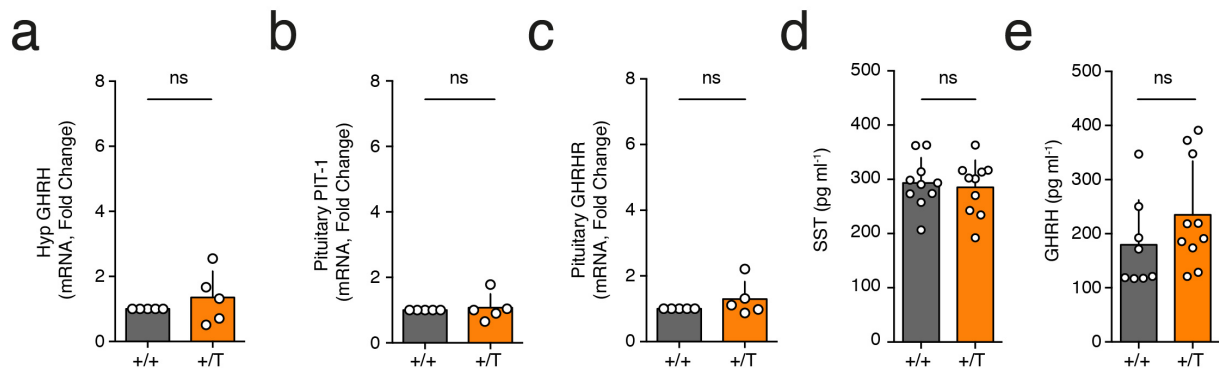 a
ns
Hyp GHRH
(mRNA, Fold Change)
8
6
4
2
0
+/+
+/T
b
ns
Pituitary PIT-1
(mRNA, Fold Change)
8
6
4
2
0
+/+
+/T
c
ns
Pituitary GHRHR
(mRNA, Fold Change)
8
6
4
2
0
+/+
+/T
d
ns
SST (pg ml⁻¹)
500
400
300
200
100
0
+/+
+/T
e
ns
GHRH (pg ml⁻¹)
500
400
300
200
100
0
+/+
+/T